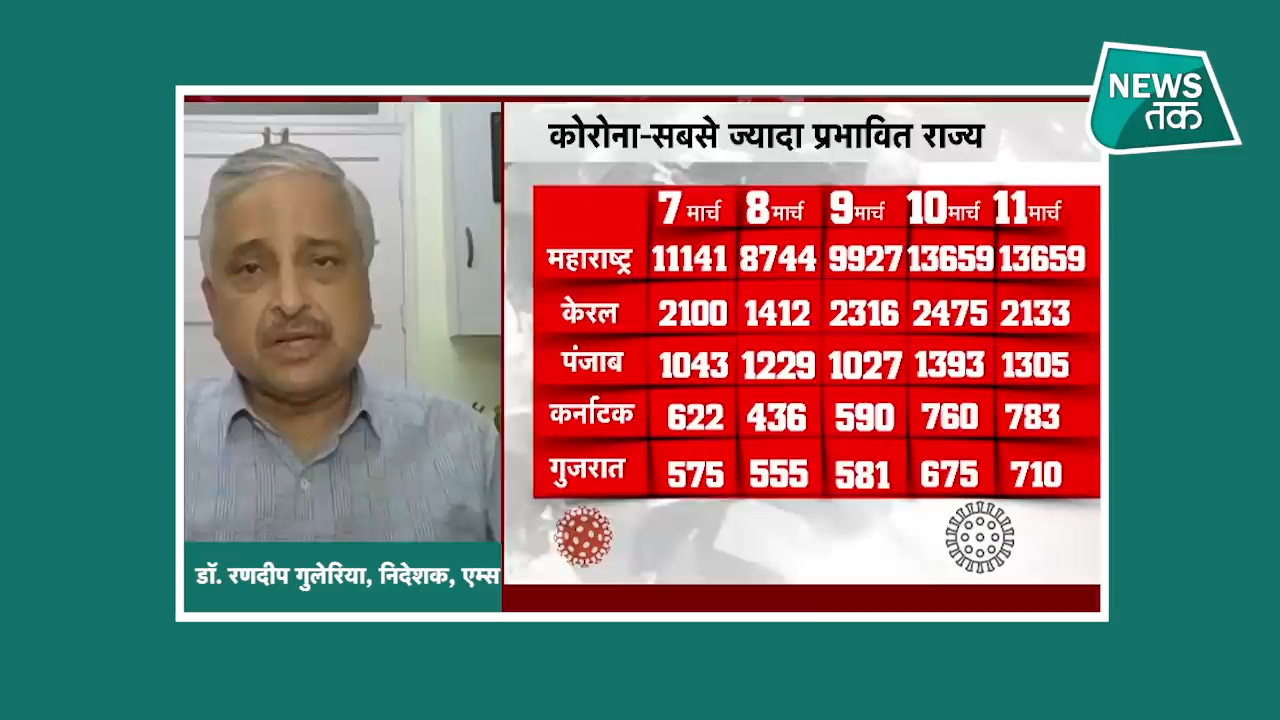 NEWS
तक
कोरोना-सबसे ज्यादा प्रभावित राज्य
7 मार्च 8 मार्च 9 मार्च 10 मार्च 11 मार्च
महाराष्ट्र 11141 8744 9927 13659 13659
केरल 2100 1412 2316 2475 2133
पंजाब 1043 1229 1027 1393 1305
कर्नाटक 622 436 590 760 783
गुजरात 575 555 581 675 710
डॉ. रणदीप गुलेरिया, निदेशक, एम्स